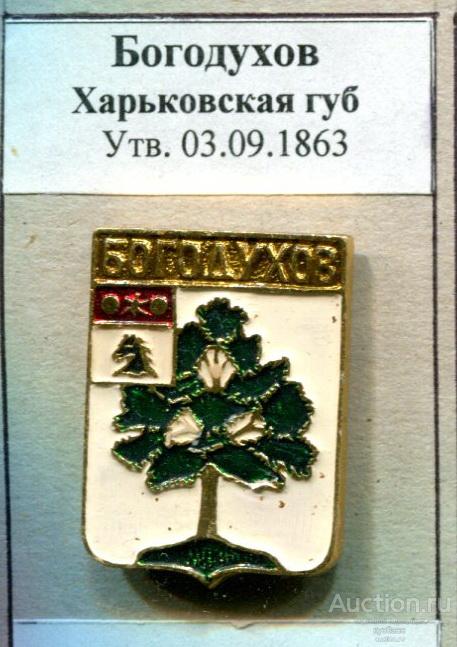 Богодухов
Харьковская губ
Утв. 03.09.1863
БОГОДУХОВ
Auction.ru